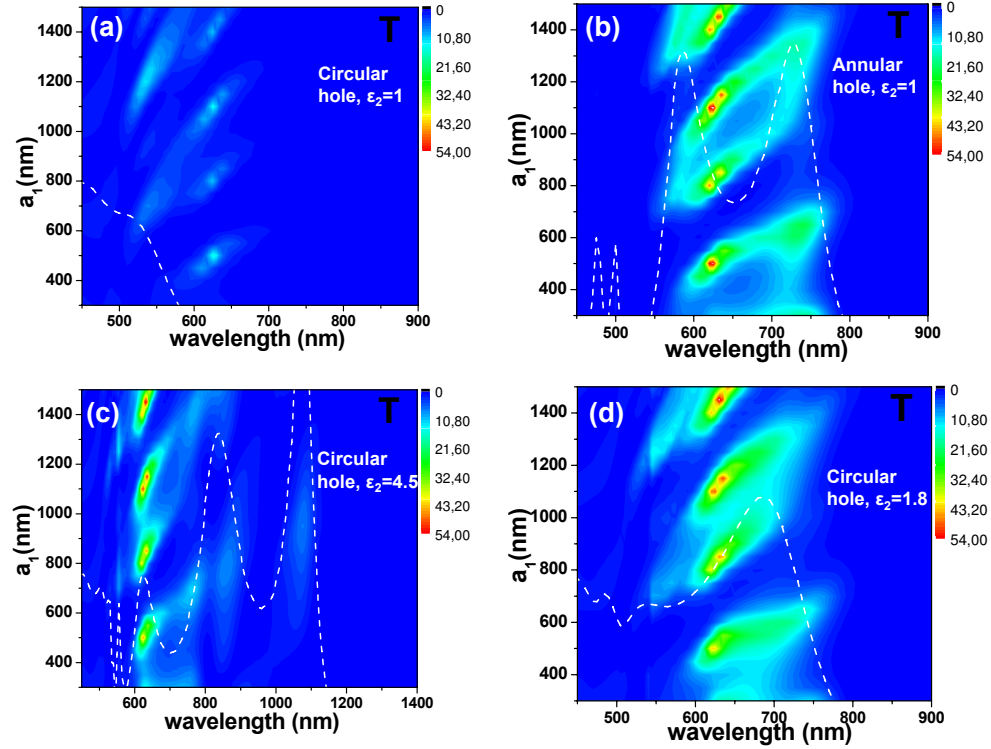 (a)
T
Circular
hole, ε₂=1
a₁(nm)
1400
1200
1000
800
600
400
500
600
700
800
900
wavelength (nm)
0
10,80
21,60
32,40
43,20
54,00
(b)
T
Annular
hole, ε₂=1
a₁(nm)
1400
1200
1000
800
600
400
500
600
700
800
900
wavelength (nm)
0
10,80
21,60
32,40
43,20
54,00
(c)
T
Circular
hole, ε₂=4.5
a₁(nm)
1400
1200
1000
800
600
400
600
800
1000
1200
1400
wavelength (nm)
0
10,80
21,60
32,40
43,20
54,00
(d)
T
Circular
hole, ε₂=1.8
a₁(nm)
1400
1200
1000
800
600
400
450
500
600
700
800
900
wavelength (nm)
0
10,80
21,60
32,40
43,20
54,00